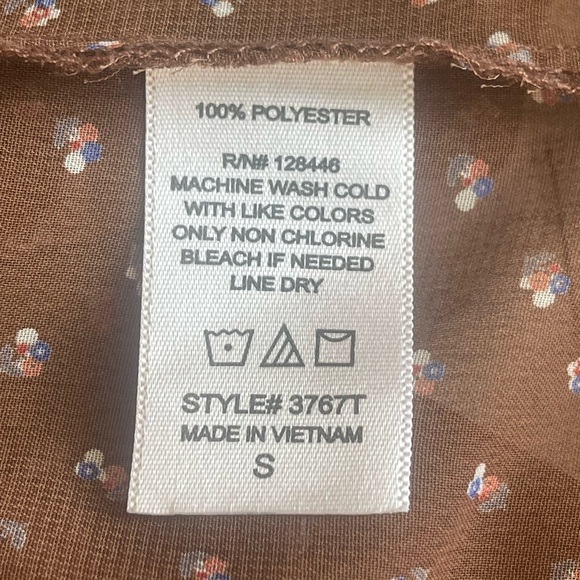 100% POLYESTER
R/N# 128446
MACHINE WASH COLD
WITH LIKE COLORS
ONLY NON CHLORINE
BLEACH IF NEEDED
LINE DRY
STYLE# 3767T
MADE IN VIETNAM
S